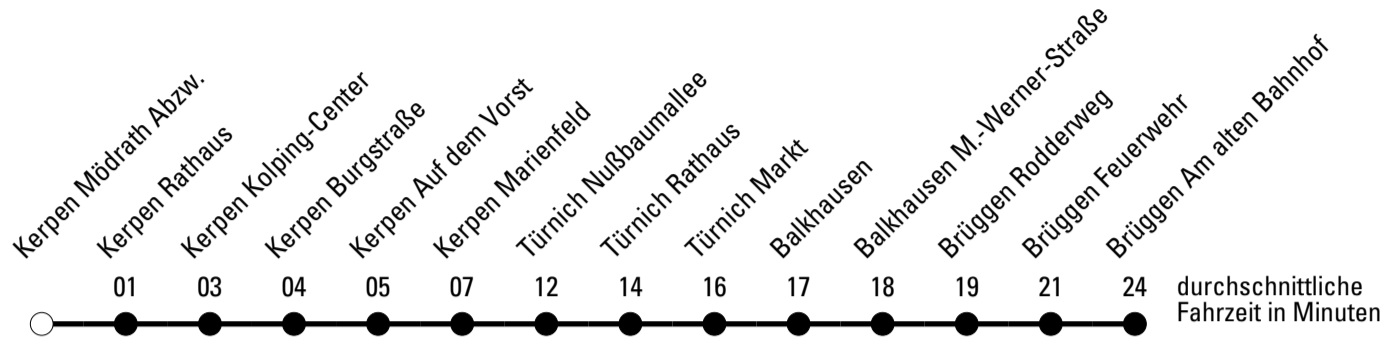 Kerpen Mödrath Abzw.
Kerpen Rathaus
Kerpen Kolping-Center
Kerpen Burgstraße
Kerpen Auf dem Vorst
Kerpen Marienfeld
Türnich Nußbaumallee
Türnich Rathaus
Türnich Markt
Balkhausen
Balkhausen M.-Werner-Straße
Brüggen Rodderweg
Brüggen Feuerwehr
Brüggen Am alten Bahnhof
01 03 04 05 07 12 14 16 17 18 19 21 24
durchschnittliche
Fahrzeit in Minuten